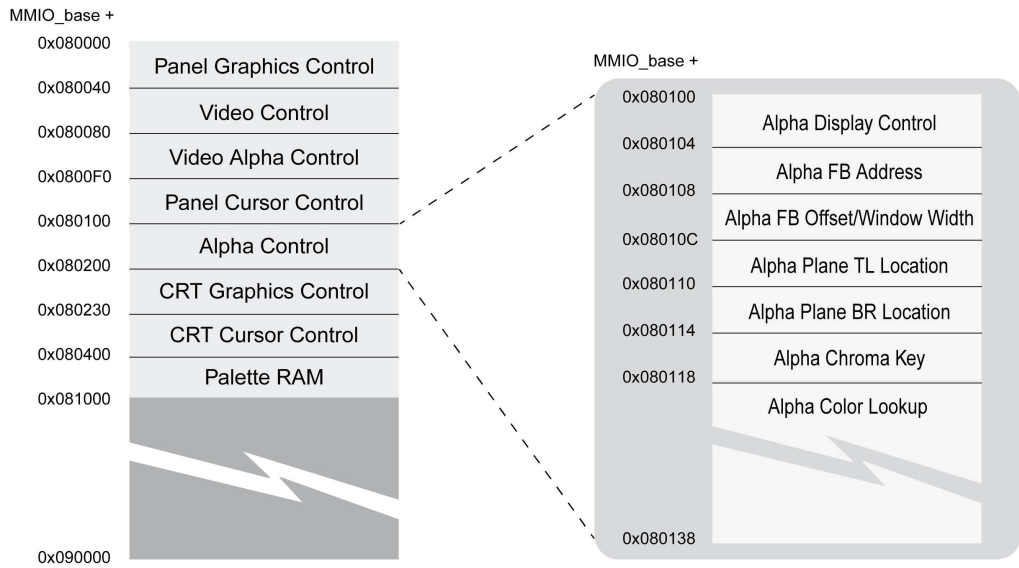 MMIO_base +
0x080000
Panel Graphics Control
0x080040
Video Control
0x080080
Video Alpha Control
0x0800F0
Panel Cursor Control
0x080100
Alpha Control
0x080200
CRT Graphics Control
0x080230
CRT Cursor Control
0x080400
Palette RAM
0x081000
0x090000
MMIO_base +
0x080100
Alpha Display Control
0x080104
Alpha FB Address
0x080108
Alpha FB Offset/Window Width
0x08010C
Alpha Plane TL Location
0x080110
Alpha Plane BR Location
0x080114
Alpha Chroma Key
0x080118
Alpha Color Lookup
0x080138